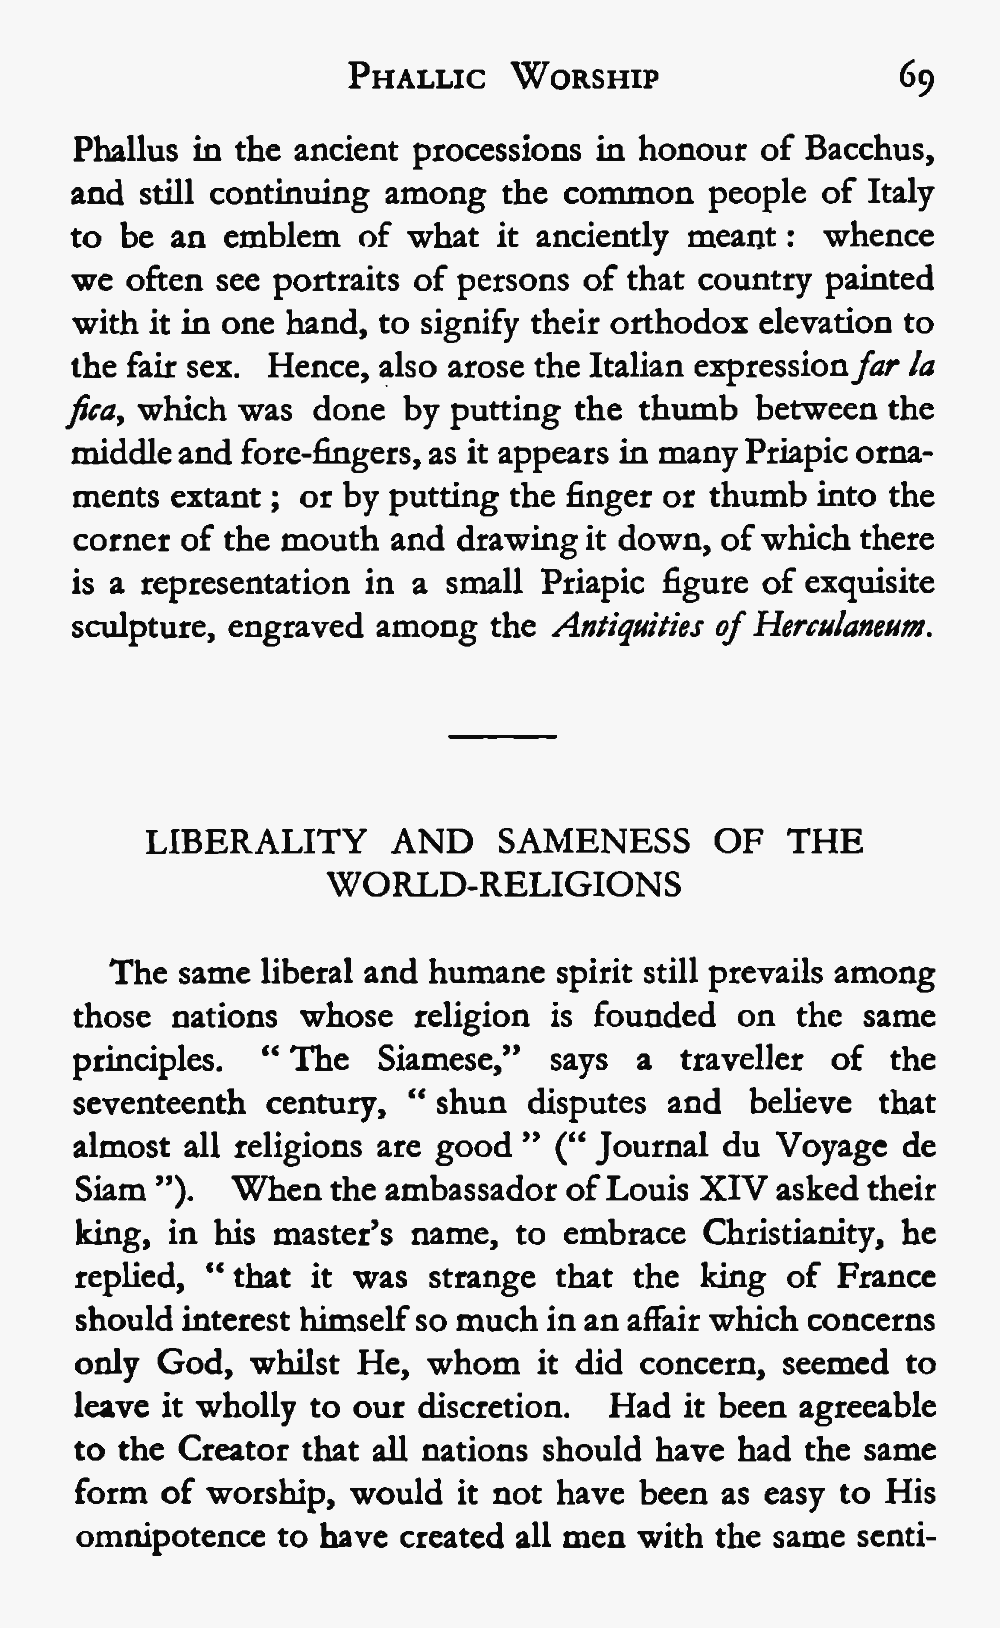 PHALLIC WORSHIP 69
Phallus in the ancient processions in honour of Bacchus,
and still continuing among the common people of Italy
to be an emblem of what it anciently meant : whence
we often see portraits of persons of that country painted
with it in one hand, to signify their orthodox elevation to
the fair sex. Hence, also arose the Italian expression far la
fica, which was done by putting the thumb between the
middle and fore-fingers, as it appears in many Priapic orna-
ments extant ; or by putting the finger or thumb into the
corner of the mouth and drawing it down, of which there
is a representation in a small Priapic figure of exquisite
sculpture, engraved among the Antiquities of Herculaneum.
LIBERALITY AND SAMENESS OF THE
WORLD-RELIGIONS
The same liberal and humane spirit still prevails among
those nations whose religion is founded on the same
principles. “ The Siamese,” says a traveller of the
seventeenth century, “ shun disputes and believe that
almost all religions are good ” (“ Journal du Voyage de
Siam ”). When the ambassador of Louis XIV asked their
king, in his master’s name, to embrace Christianity, he
replied, “ that it was strange that the king of France
should interest himself so much in an affair which concerns
only God, whilst He, whom it did concern, seemed to
leave it wholly to our discretion. Had it been agreeable
to the Creator that all nations should have had the same
form of worship, would it not have been as easy to His
omnipotence to have created all men with the same senti-